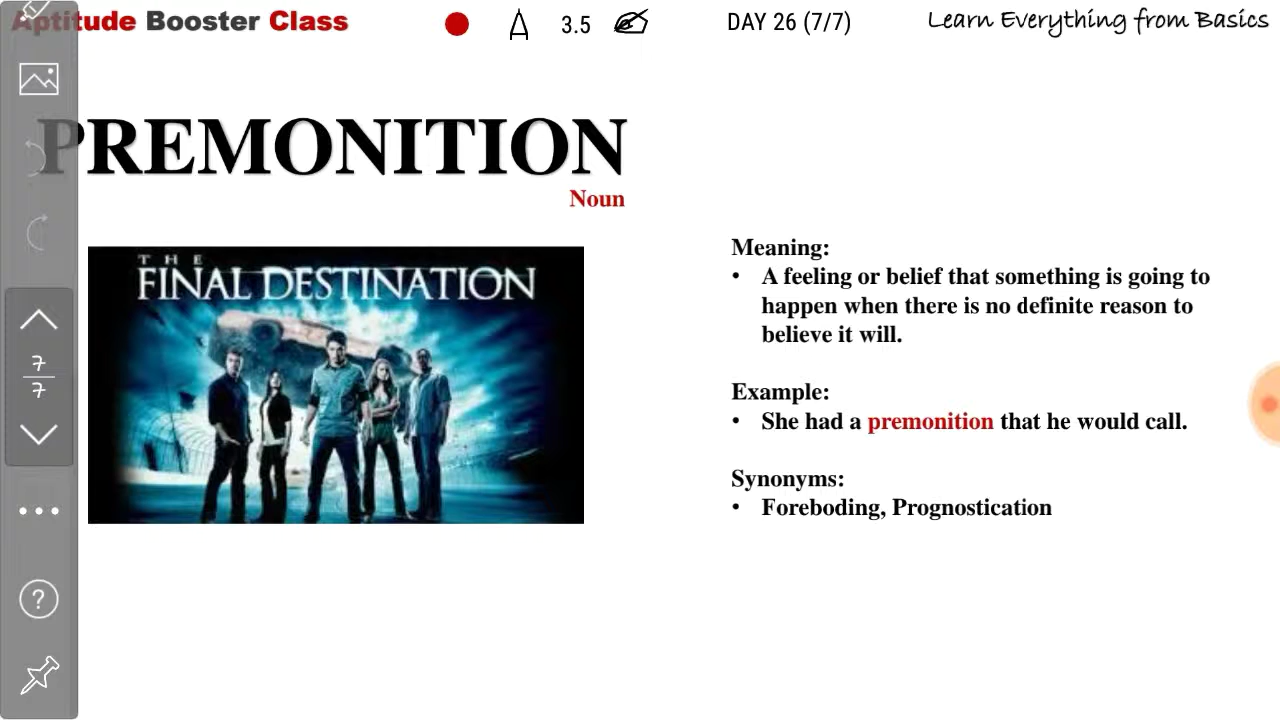 Aptitude Booster Class
3.5
DAY 26 (7/7)
Learn Everything from Basics
PREMONITION
Noun
THE
FINAL DESTINATION
Meaning:
• A feeling or belief that something is going to
happen when there is no definite reason to
believe it will.
Example:
• She had a premonition that he would call.
Synonyms:
• Foreboding, Prognostication
7
7
?